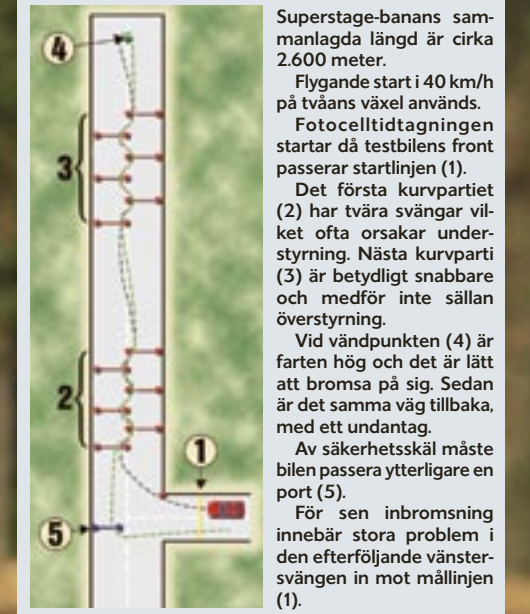 4
3
2
1
5
Superstage-banans sam-
manlagda längd är cirka
2.600 meter.
Flygande start i 40 km/h
på tvåans växel används.
Fotocelltidtagningen
startar då testbilens front
passerar startlinjen (1).
Det första kurvpartiet
(2) har tvära svängar vil-
ket ofta orsakar under-
styrning. Nästa kurvparti
(3) är betydligt snabbare
och medför inte sällan
överstyrning.
Vid vändpunkten (4) är
farten hög och det är lätt
att bromsa på sig. Sedan
är det samma väg tillbaka,
med ett undantag.
Av säkerhetsskäl måste
bilen passera ytterligare en
port (5).
För sen inbromsning
innebär stora problem i
den efterföljande vänster-
svängen in mot mållinjen
(1).